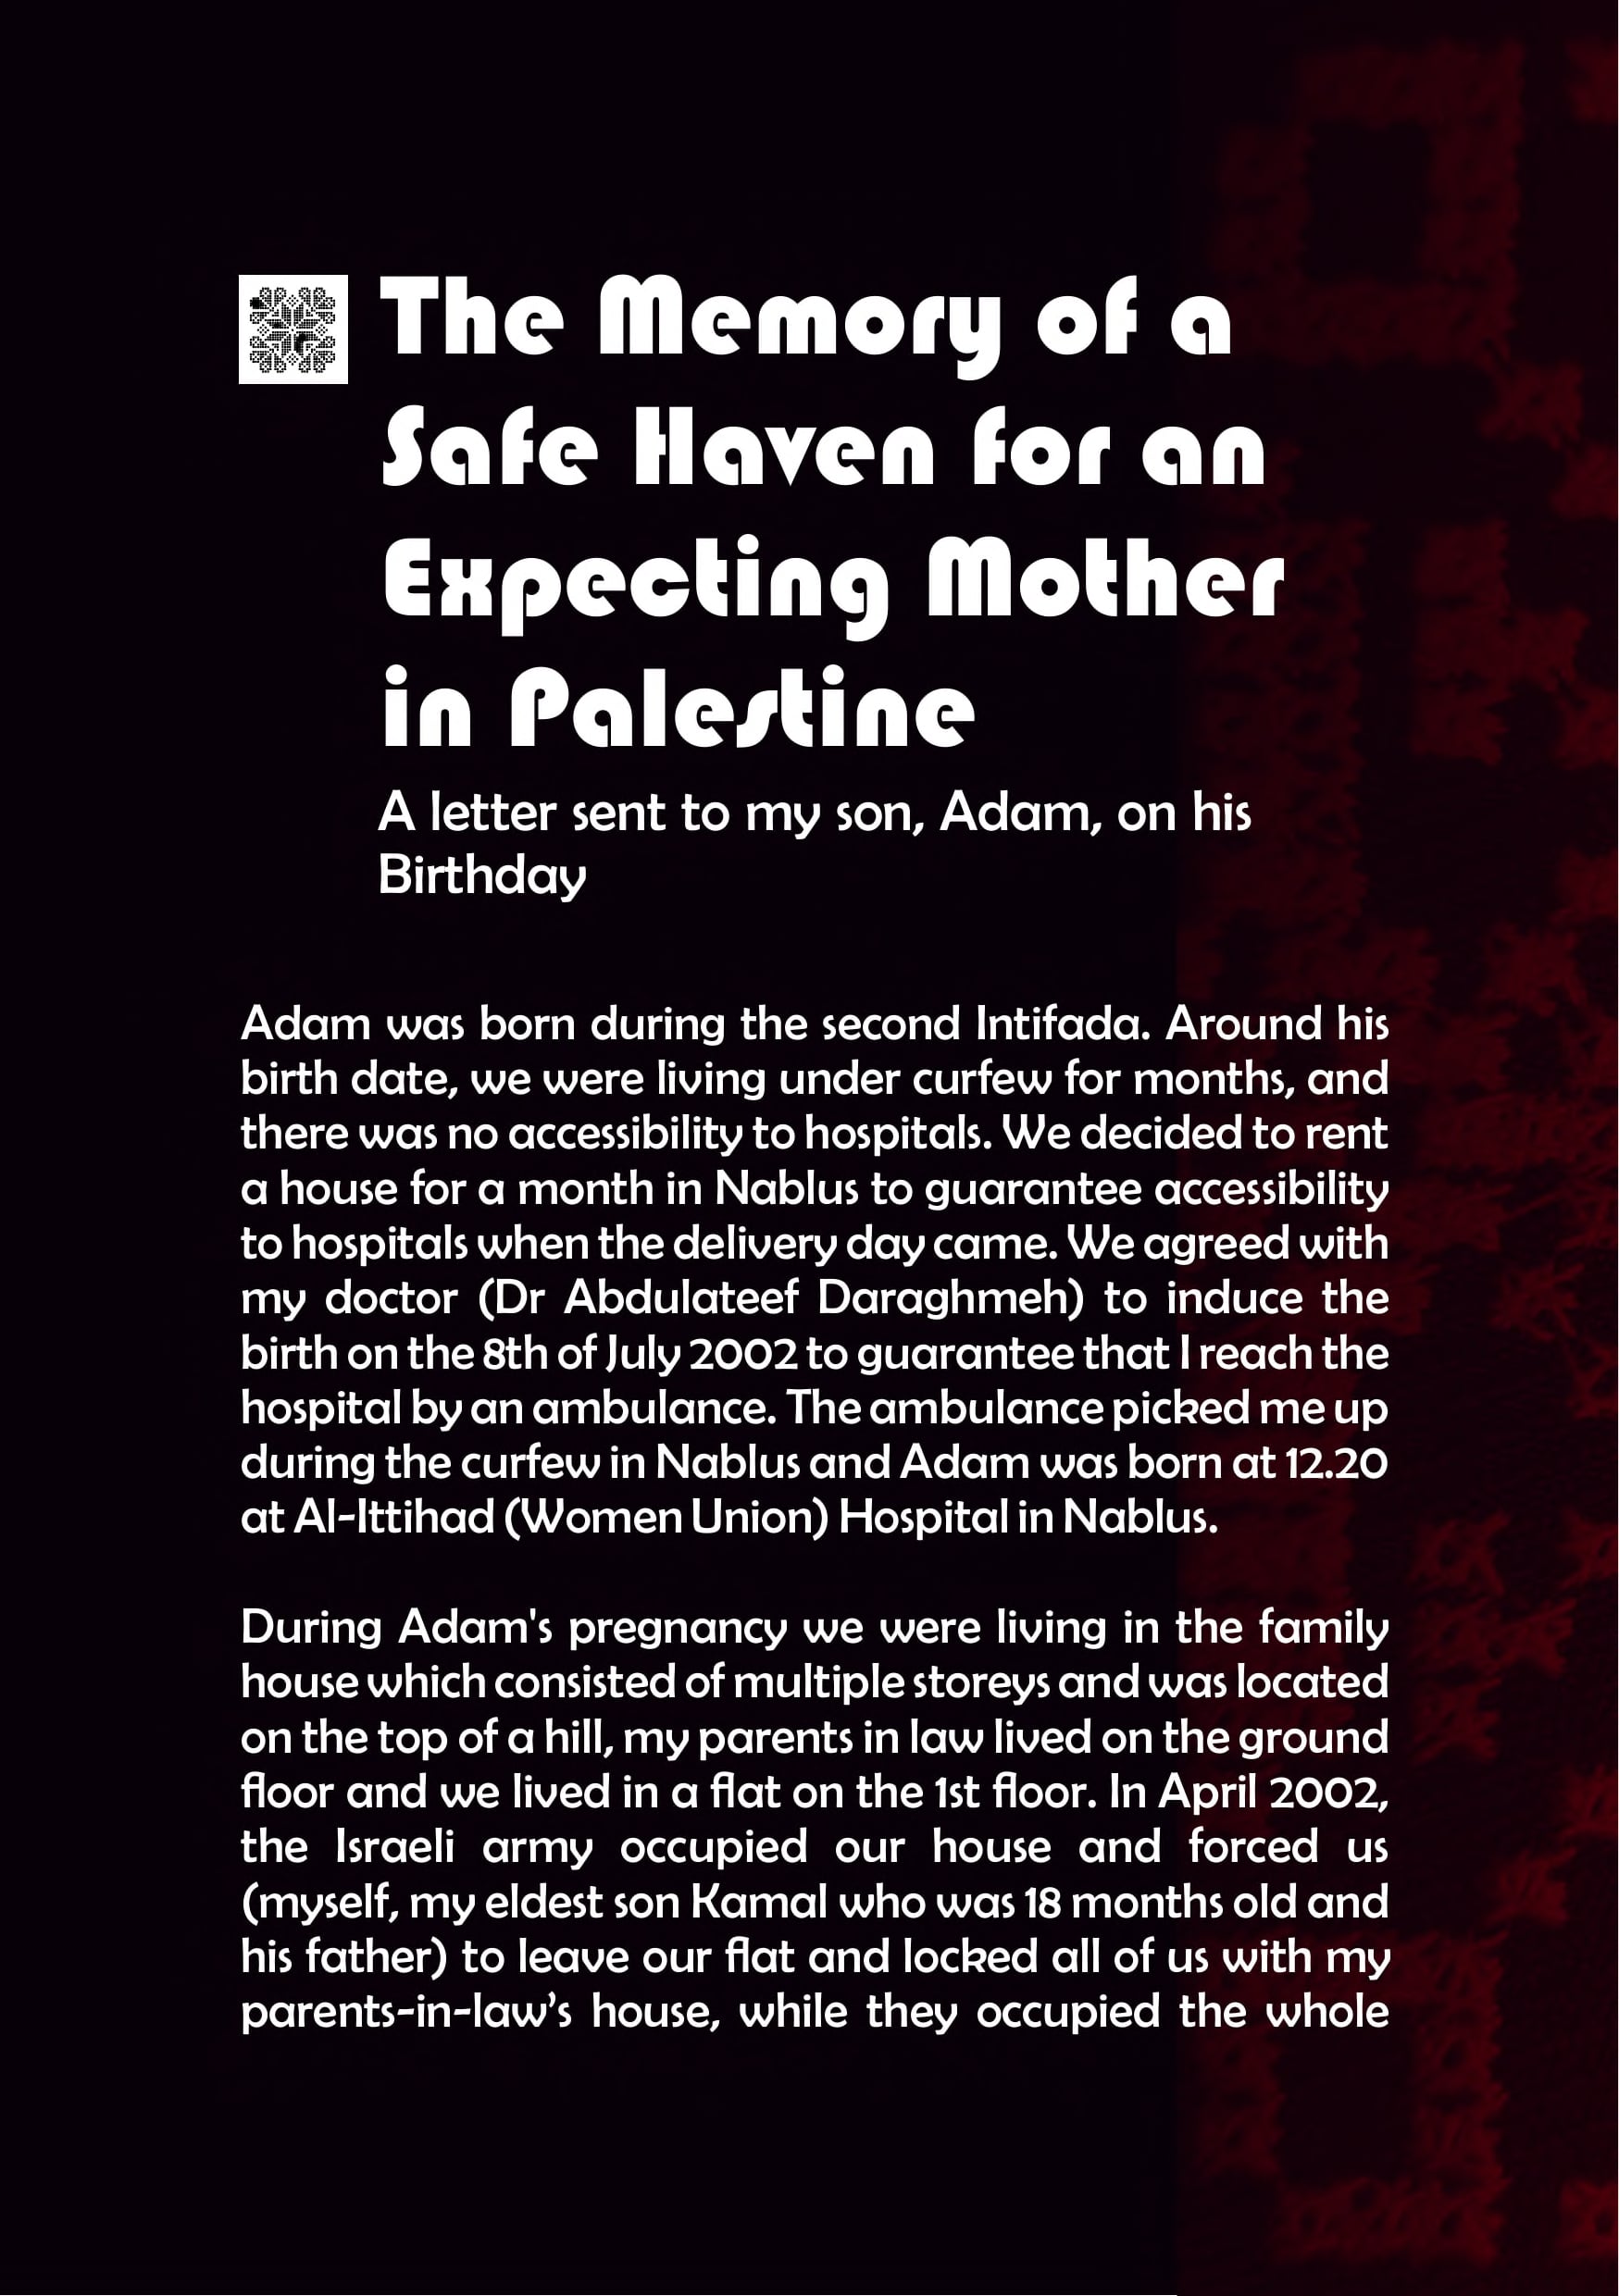 The Memory of a
Safe Haven for an
Expecting Mother
in Palestine
A letter sent to my son, Adam, on his
Birthday
Adam was born during the second Intifada. Around his
birth date, we were living under curfew for months, and
there was no accessibility to hospitals. We decided to rent
a house for a month in Nablus to guarantee accessibility
to hospitals when the delivery day came. We agreed with
my doctor (Dr Abdulateef Daraghmeh) to induce the
birth on the 8th of July 2002 to guarantee that I reach the
hospital by an ambulance. The ambulance picked me up
during the curfew in Nablus and Adam was born at 12.20
at Al-Ittihad (Women Union) Hospital in Nablus.
During Adam's pregnancy we were living in the family
house which consisted of multiple storeys and was located
on the top of a hill, my parents in law lived on the ground
floor and we lived in a flat on the 1st floor. In April 2002,
the Israeli army occupied our house and forced us
(myself, my eldest son Kamal who was 18 months old and
his father) to leave our flat and locked all of us with my
parents-in-law’s house, while they occupied the whole